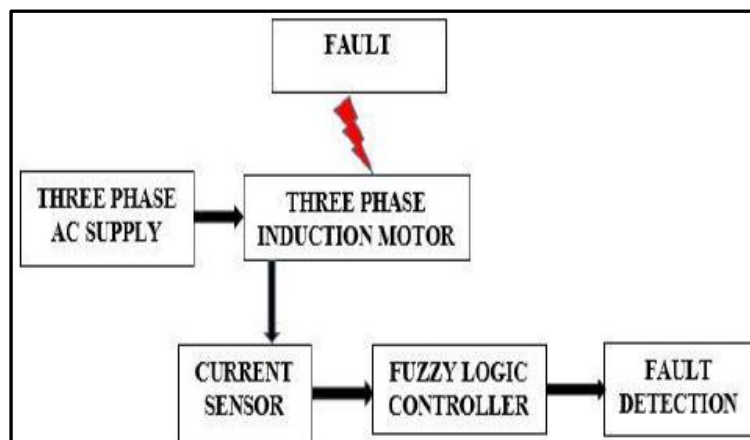 FAULT
THREE PHASE
AC SUPPLY
THREE PHASE
INDUCTION MOTOR
CURRENT
SENSOR
FUZZY LOGIC
CONTROLLER
FAULT
DETECTION